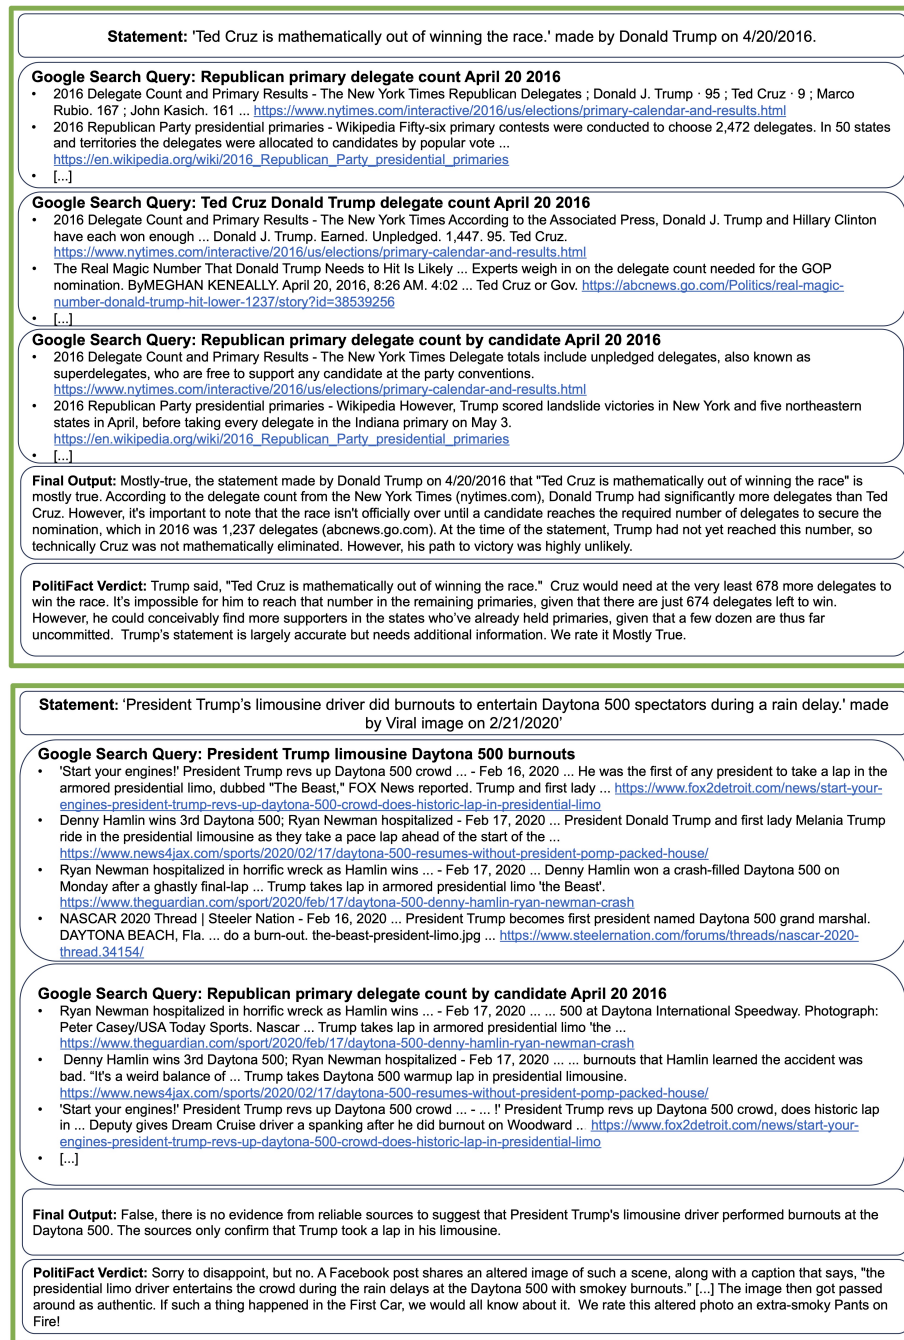 Statement: 'Ted Cruz is mathematically out of winning the race.' made by Donald Trump on 4/20/2016.
Google Search Query: Republican primary delegate count April 20 2016
• 2016 Delegate Count and Primary Results - The New York Times Republican Delegates ; Donald J. Trump · 95 ; Ted Cruz · 9 ; Marco
Rubio. 167 ; John Kasich. 161 ... https://www.nytimes.com/interactive/2016/us/elections/primary-calendar-and-results.html
• 2016 Republican Party presidential primaries - Wikipedia Fifty-six primary contests were conducted to choose 2,472 delegates. In 50 states
and territories the delegates were allocated to candidates by popular vote ...
https://en.wikipedia.org/wiki/2016_Republican_Party_presidential_primaries
• [...]
Google Search Query: Ted Cruz Donald Trump delegate count April 20 2016
• 2016 Delegate Count and Primary Results - The New York Times According to the Associated Press, Donald J. Trump and Hillary Clinton
have each won enough ... Donald J. Trump. Earned. Unpledged. 1,447. 95. Ted Cruz.
https://www.nytimes.com/interactive/2016/us/elections/primary-calendar-and-results.html
• The Real Magic Number That Donald Trump Needs to Hit Is Likely ... Experts weigh in on the delegate count needed for the GOP
nomination. ByMEGHAN KENEALLY. April 20, 2016, 8:26 AM. 4:02 ... Ted Cruz or Gov. https://abcnews.go.com/Politics/real-magic-
number-donald-trump-hit-lower-1237/story?id=38539256
• [...]
Google Search Query: Republican primary delegate count by candidate April 20 2016
• 2016 Delegate Count and Primary Results - The New York Times Delegate totals include unpledged delegates, also known as
superdelegates, who are free to support any candidate at the party conventions.
https://www.nytimes.com/interactive/2016/us/elections/primary-calendar-and-results.html
• 2016 Republican Party presidential primaries - Wikipedia However, Trump scored landslide victories in New York and five northeastern
states in April, before taking every delegate in the Indiana primary on May 3.
https://en.wikipedia.org/wiki/2016_Republican_Party_presidential_primaries
• [...]
Final Output: Mostly-true, the statement made by Donald Trump on 4/20/2016 that "Ted Cruz is mathematically out of winning the race" is
mostly true. According to the delegate count from the New York Times (nytimes.com), Donald Trump had significantly more delegates than Ted
Cruz. However, it's important to note that the race isn't officially over until a candidate reaches the required number of delegates to secure the
nomination, which in 2016 was 1,237 delegates (abcnews.go.com). At the time of the statement, Trump had not yet reached this number, so
technically Cruz was not mathematically eliminated. However, his path to victory was highly unlikely.
PolitiFact Verdict: Trump said, "Ted Cruz is mathematically out of winning the race." Cruz would need at the very least 678 more delegates to
win the race. It's impossible for him to reach that number in the remaining primaries, given that there are just 674 delegates left to win.
However, he could conceivably find more supporters in the states who've already held primaries, given that a few dozen are thus far
uncommitted. Trump's statement is largely accurate but needs additional information. We rate it Mostly True.
Statement: 'President Trump's limousine driver did burnouts to entertain Daytona 500 spectators during a rain delay.' made
by Viral image on 2/21/2020'
Google Search Query: President Trump limousine Daytona 500 burnouts
• 'Start your engines!' President Trump revs up Daytona 500 crowd ... - Feb 16, 2020 ... He was the first of any president to take a lap in the
armored presidential limo, dubbed "The Beast," FOX News reported. Trump and first lady ... https://www.fox2detroit.com/news/start-your-
engines-president-trump-revs-up-daytona-500-crowd-does-historic-lap-in-presidential-limo
• Denny Hamlin wins 3rd Daytona 500; Ryan Newman hospitalized - Feb 17, 2020 ... President Donald Trump and first lady Melania Trump
ride in the presidential limousine as they take a pace lap ahead of the start of the ...
https://www.news4jax.com/sports/2020/02/17/daytona-500-resumes-without-president-pomp-packed-house/
• Ryan Newman hospitalized in horrific wreck as Hamlin wins ... - Feb 17, 2020 ... Denny Hamlin won a crash-filled Daytona 500 on
Monday after a ghastly final-lap ... Trump takes lap in armored presidential limo 'the Beast'.
https://www.theguardian.com/sport/2020/feb/17/daytona-500-denny-hamlin-ryan-newman-crash
• NASCAR 2020 Thread | Steeler Nation - Feb 16, 2020 ... President Trump becomes first president named Daytona 500 grand marshal.
DAYTONA BEACH, Fla. ... do a burn-out. the-beast-president-limo.jpg ... https://www.steelernation.com/forums/threads/nascar-2020-
thread.34154/
Google Search Query: Republican primary delegate count by candidate April 20 2016
• Ryan Newman hospitalized in horrific wreck as Hamlin wins ... - Feb 17, 2020 ... ... 500 at Daytona International Speedway. Photograph:
Peter Casey/USA Today Sports. Nascar ... Trump takes lap in armored presidential limo 'the ...
https://www.theguardian.com/sport/2020/feb/17/daytona-500-denny-hamlin-ryan-newman-crash
• Denny Hamlin wins 3rd Daytona 500; Ryan Newman hospitalized - Feb 17, 2020 ... ... burnouts that Hamlin learned the accident was
bad. "It's a weird balance of ... Trump takes Daytona 500 warmup lap in presidential limousine.
https://www.news4jax.com/sports/2020/02/17/daytona-500-resumes-without-president-pomp-packed-house/
• 'Start your engines!' President Trump revs up Daytona 500 crowd ... - ... !' President Trump revs up Daytona 500 crowd, does historic lap
in ... Deputy gives Dream Cruise driver a spanking after he did burnout on Woodward ... https://www.fox2detroit.com/news/start-your-
engines-president-trump-revs-up-daytona-500-crowd-does-historic-lap-in-presidential-limo
• [...]
Final Output: False, there is no evidence from reliable sources to suggest that President Trump's limousine driver performed burnouts at the
Daytona 500. The sources only confirm that Trump took a lap in his limousine.
PolitiFact Verdict: Sorry to disappoint, but no. A Facebook post shares an altered image of such a scene, along with a caption that says, "the
presidential limo driver entertains the crowd during the rain delays at the Daytona 500 with smokey burnouts." [...] The image then got passed
around as authentic. If such a thing happened in the First Car, we would all know about it. We rate this altered photo an extra-smoky Pants on
Fire!